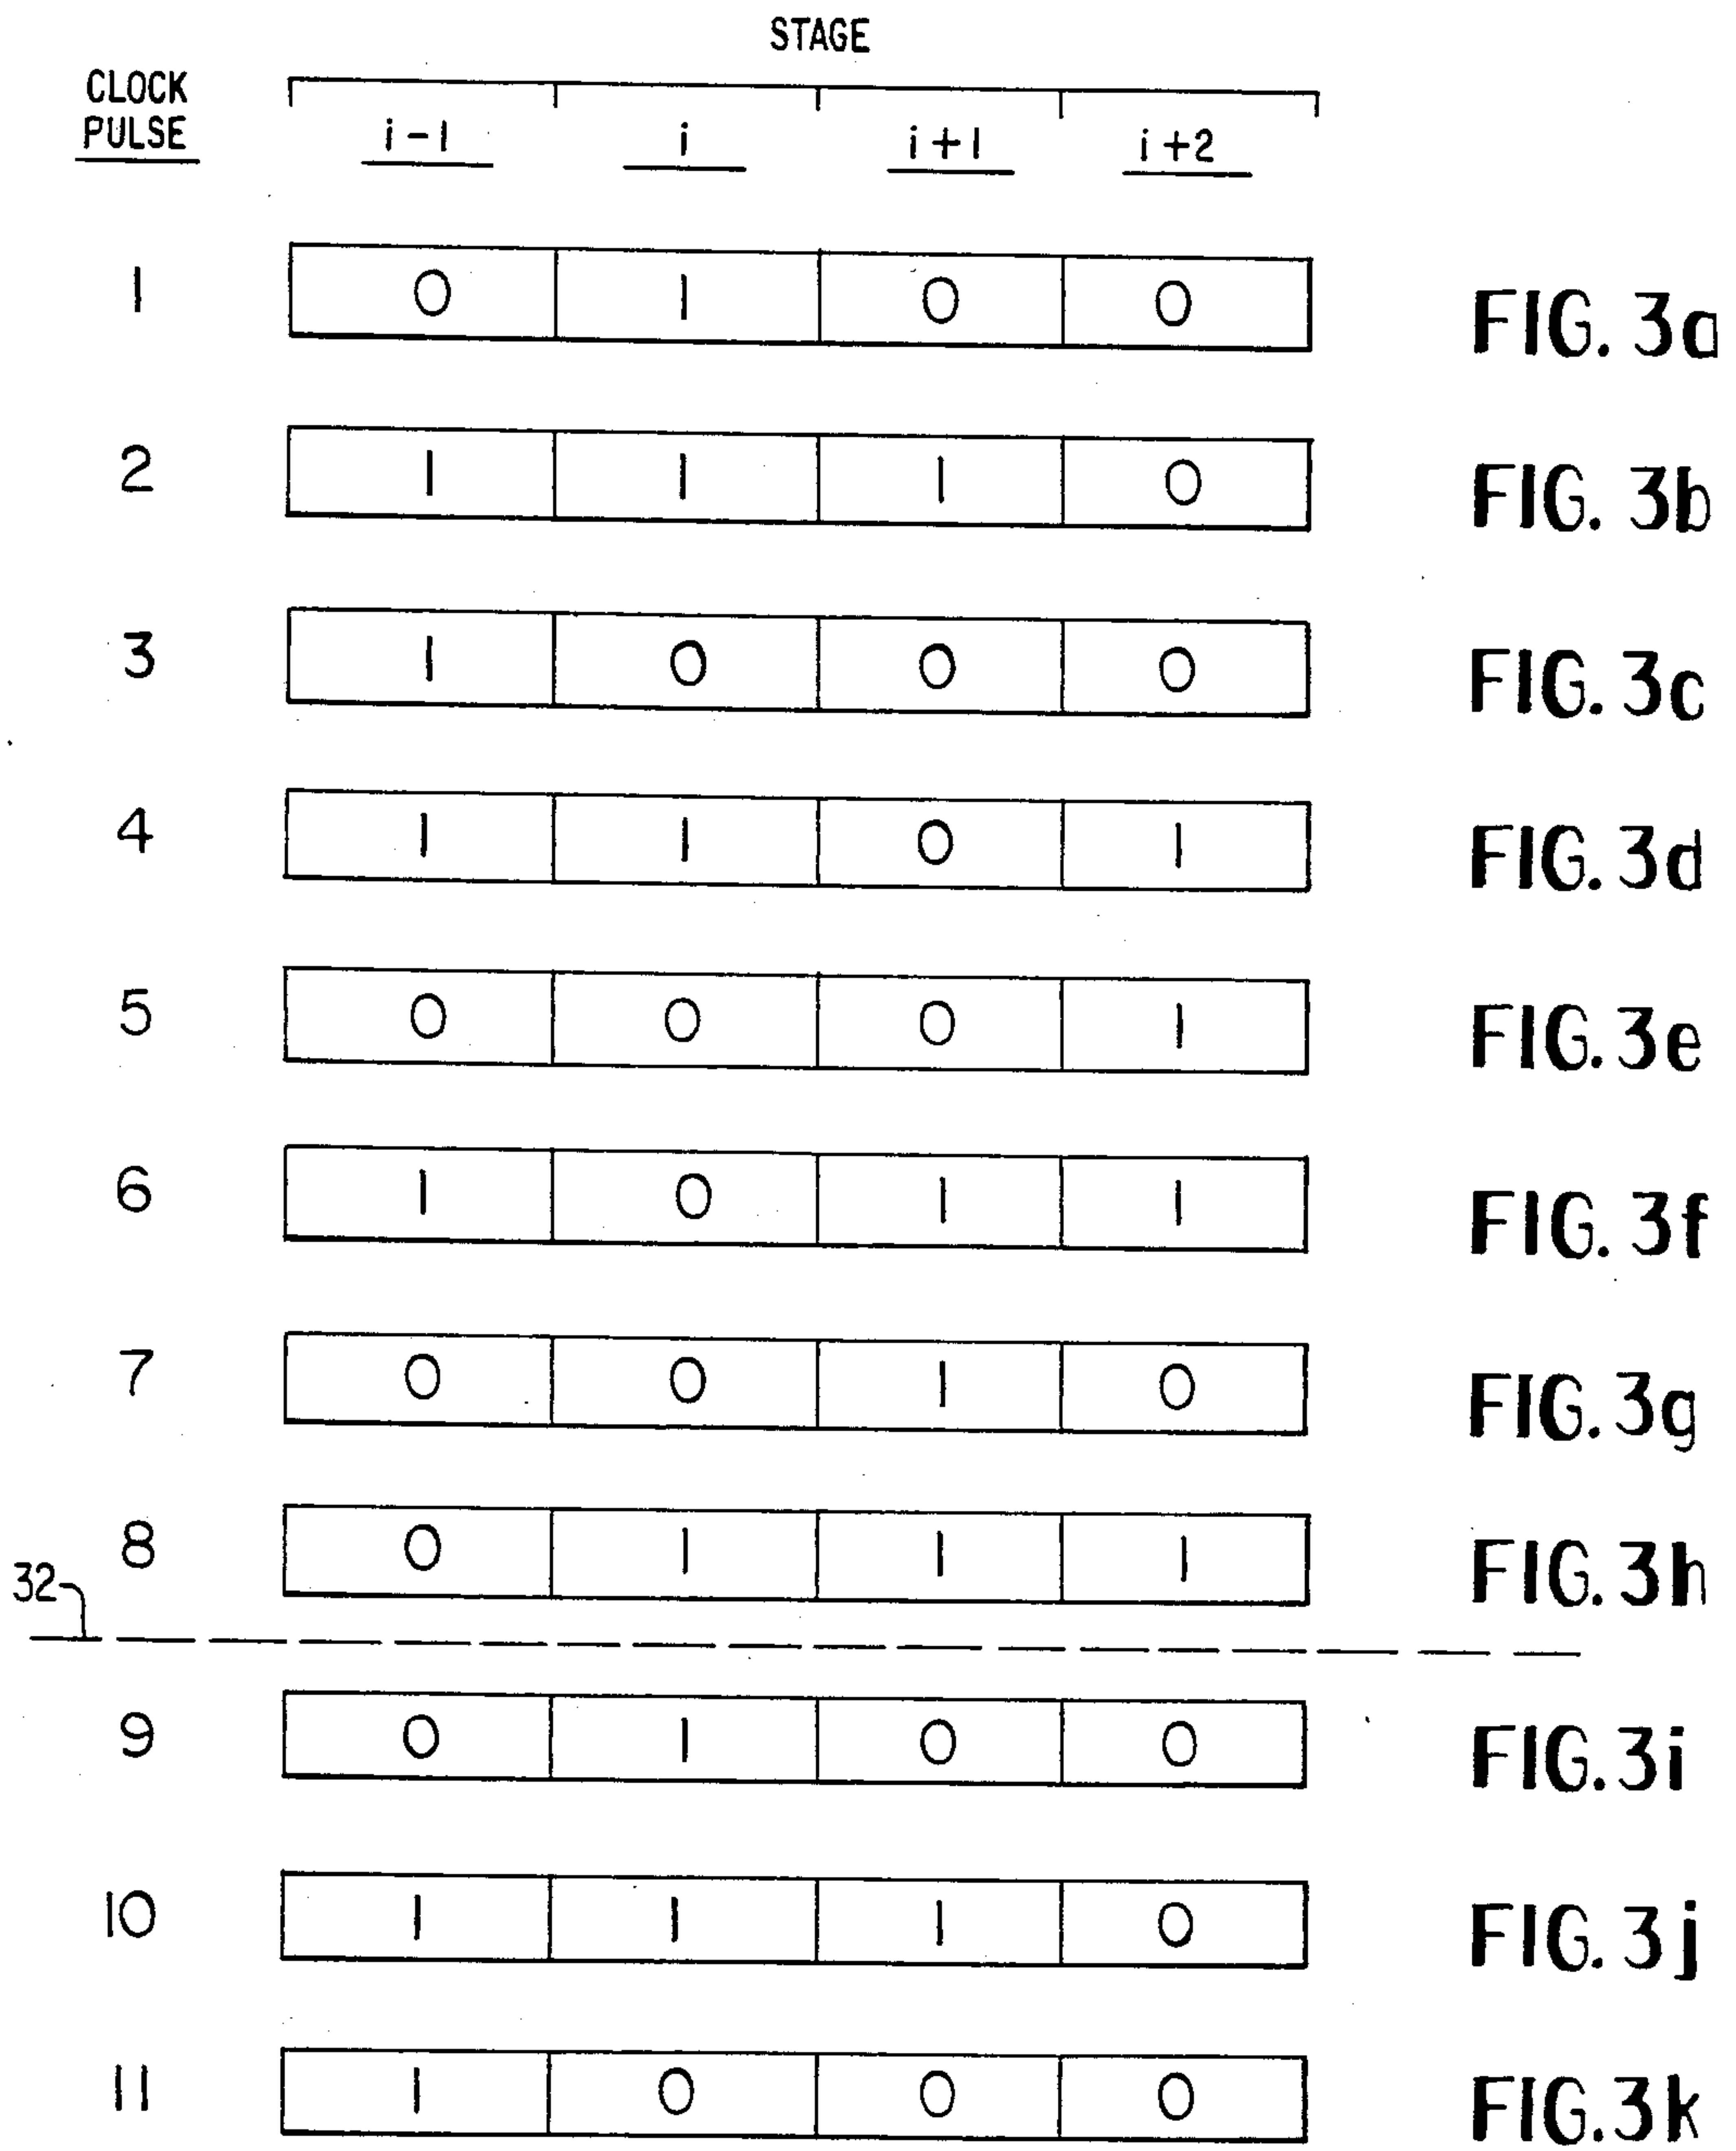 STAGE
CLOCK PULSE
i-1 i i+1 i+2
1 0 1 0 0 FIG. 3a
2 1 1 1 0 FIG. 3b
3 1 0 0 0 FIG. 3c
4 1 1 0 1 FIG. 3d
5 0 0 0 1 FIG. 3e
6 1 0 1 1 FIG. 3f
7 0 0 1 0 FIG. 3g
8 0 1 1 1 FIG. 3h
32
9 0 1 0 0 FIG. 3i
10 1 1 1 0 FIG. 3j
11 1 0 0 0 FIG. 3k